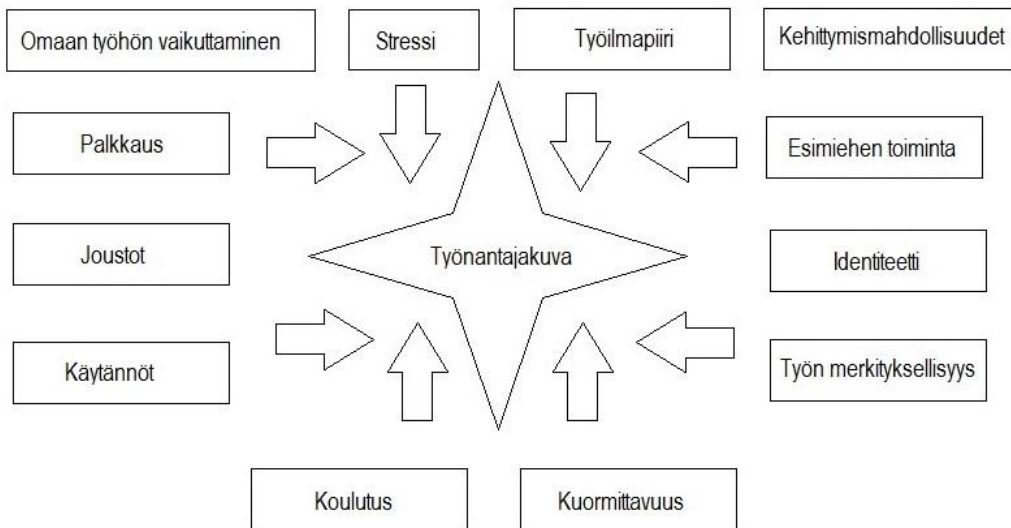 Omaan työhön vaikuttaminen
Stressi
Työilmapiiri
Kehittymismahdollisuudet
Palkkaus
Esimiehen toiminta
Joustot
Työnantajakuva
Identiteetti
Käytännöt
Työn merkityksellisyys
Koulutus
Kuormittavuus